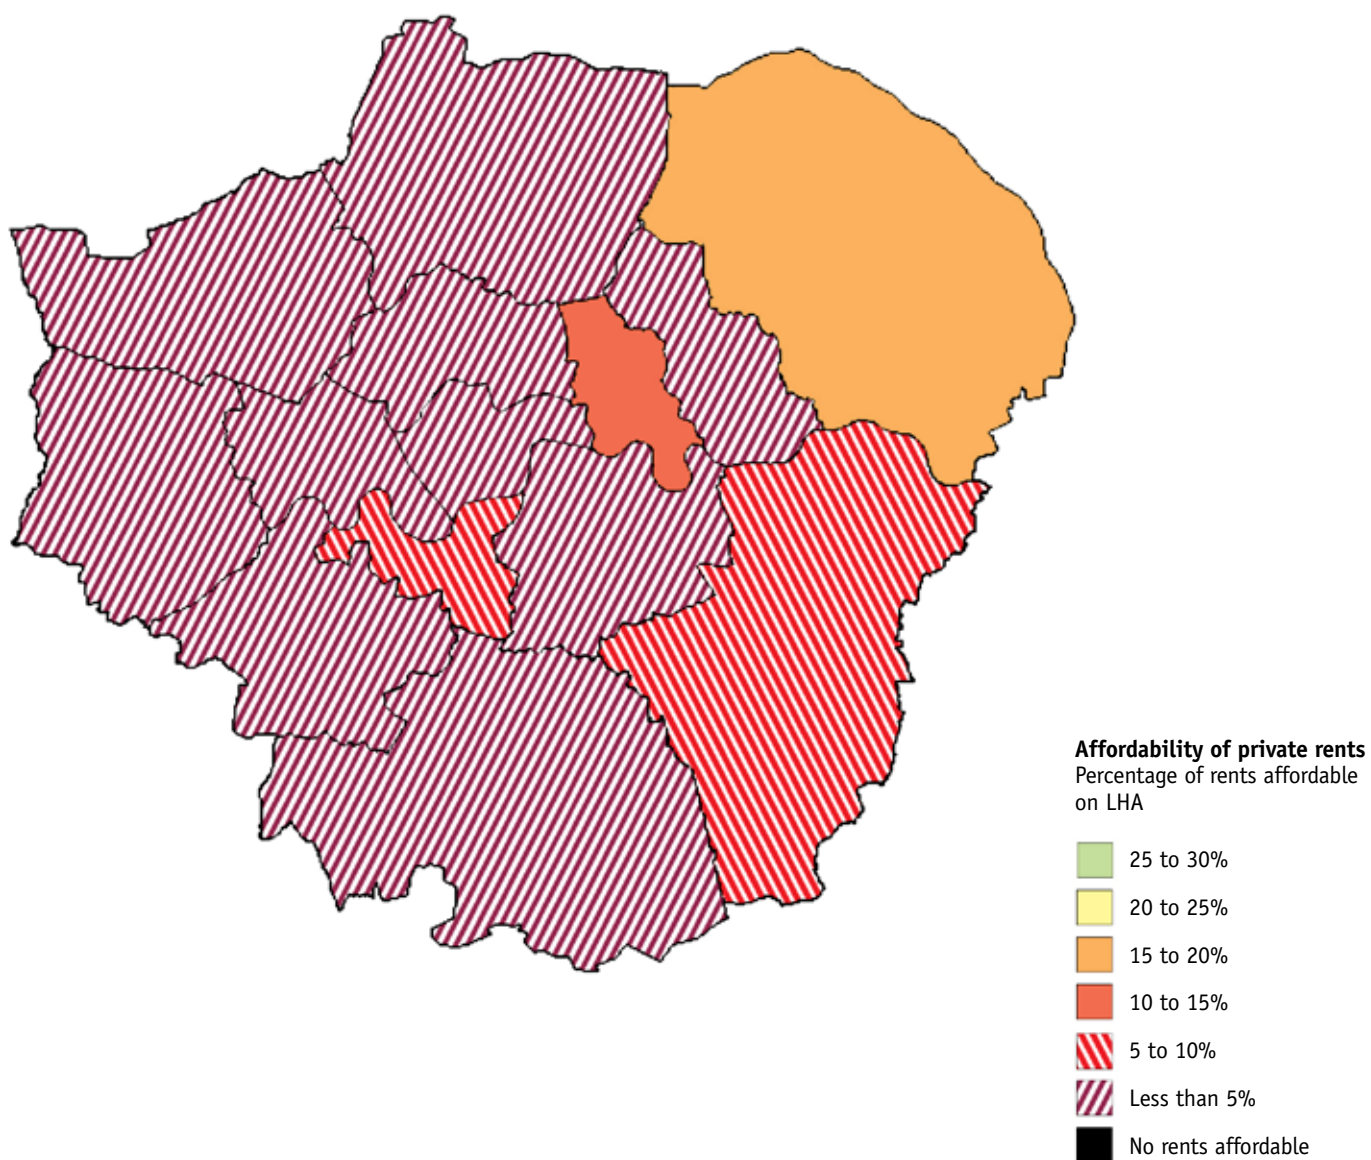 Affordability of private rents
Percentage of rents affordable
on LHA
25 to 30%
20 to 25%
15 to 20%
10 to 15%
5 to 10%
Less than 5%
No rents affordable